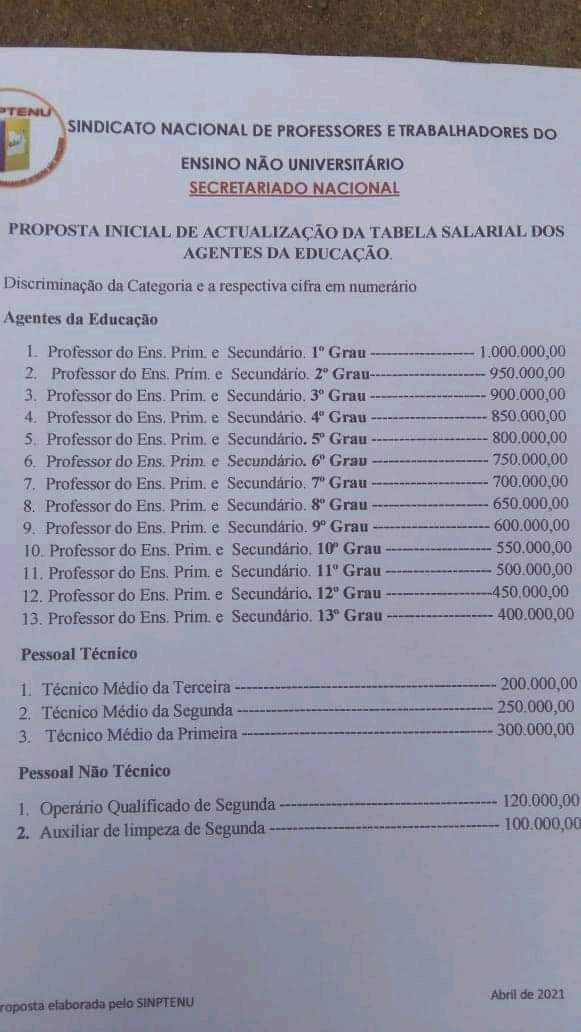 PTENU
SINDICATO NACIONAL DE PROFESSORES E TRABALHADORES DO
ENSINO NÃO UNIVERSITÁRIO
SECRETARIADO NACIONAL
PROPOSTA INICIAL DE ACTUALIZAÇÃO DA TABELA SALARIAL DOS
AGENTES DA EDUCAÇÃO.
Discriminação da Categoria e a respectiva cifra em numerário
Agentes da Educação
1. Professor do Ens. Prim. e Secundário. 1º Grau ------------------- 1.000.000,00
2. Professor do Ens. Prim. e Secundário. 2º Grau--------------------- 950.000,00
3. Professor do Ens. Prim. e Secundário. 3º Grau --------------------- 900.000,00
4. Professor do Ens. Prim. e Secundário. 4º Grau --------------------- 850.000,00
5. Professor do Ens. Prim. e Secundário. 5º Grau --------------------- 800.000,00
6. Professor do Ens. Prim. e Secundário. 6º Grau --------------------- 750.000,00
7. Professor do Ens. Prim. e Secundário. 7º Grau --------------------- 700.000,00
8. Professor do Ens. Prim. e Secundário. 8º Grau --------------------- 650.000,00
9. Professor do Ens. Prim. e Secundário. 9º Grau --------------------- 600.000,00
10. Professor do Ens. Prim. e Secundário. 10º Grau ------------------- 550.000,00
11. Professor do Ens. Prim. e Secundário. 11º Grau ------------------- 500.000,00
12. Professor do Ens. Prim. e Secundário. 12º Grau -------------------450.000,00
13. Professor do Ens. Prim. e Secundário. 13º Grau ------------------- 400.000,00
Pessoal Técnico
1. Técnico Médio da Terceira ----------------------------------------------- 200.000,00
2. Técnico Médio da Segunda ---------------------------------------------- 250.000,00
3. Técnico Médio da Primeira ---------------------------------------------- 300.000,00
Pessoal Não Técnico
1. Operário Qualificado de Segunda --------------------------------------- 120.000,00
2. Auxiliar de limpeza de Segunda ----------------------------------------- 100.000,00
roposta elaborada pelo SINPTENU
Abril de 2021